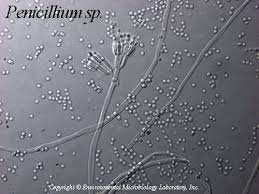 Penicillium sp.
Copyright © Environmental Microbiology Laboratory, Inc.